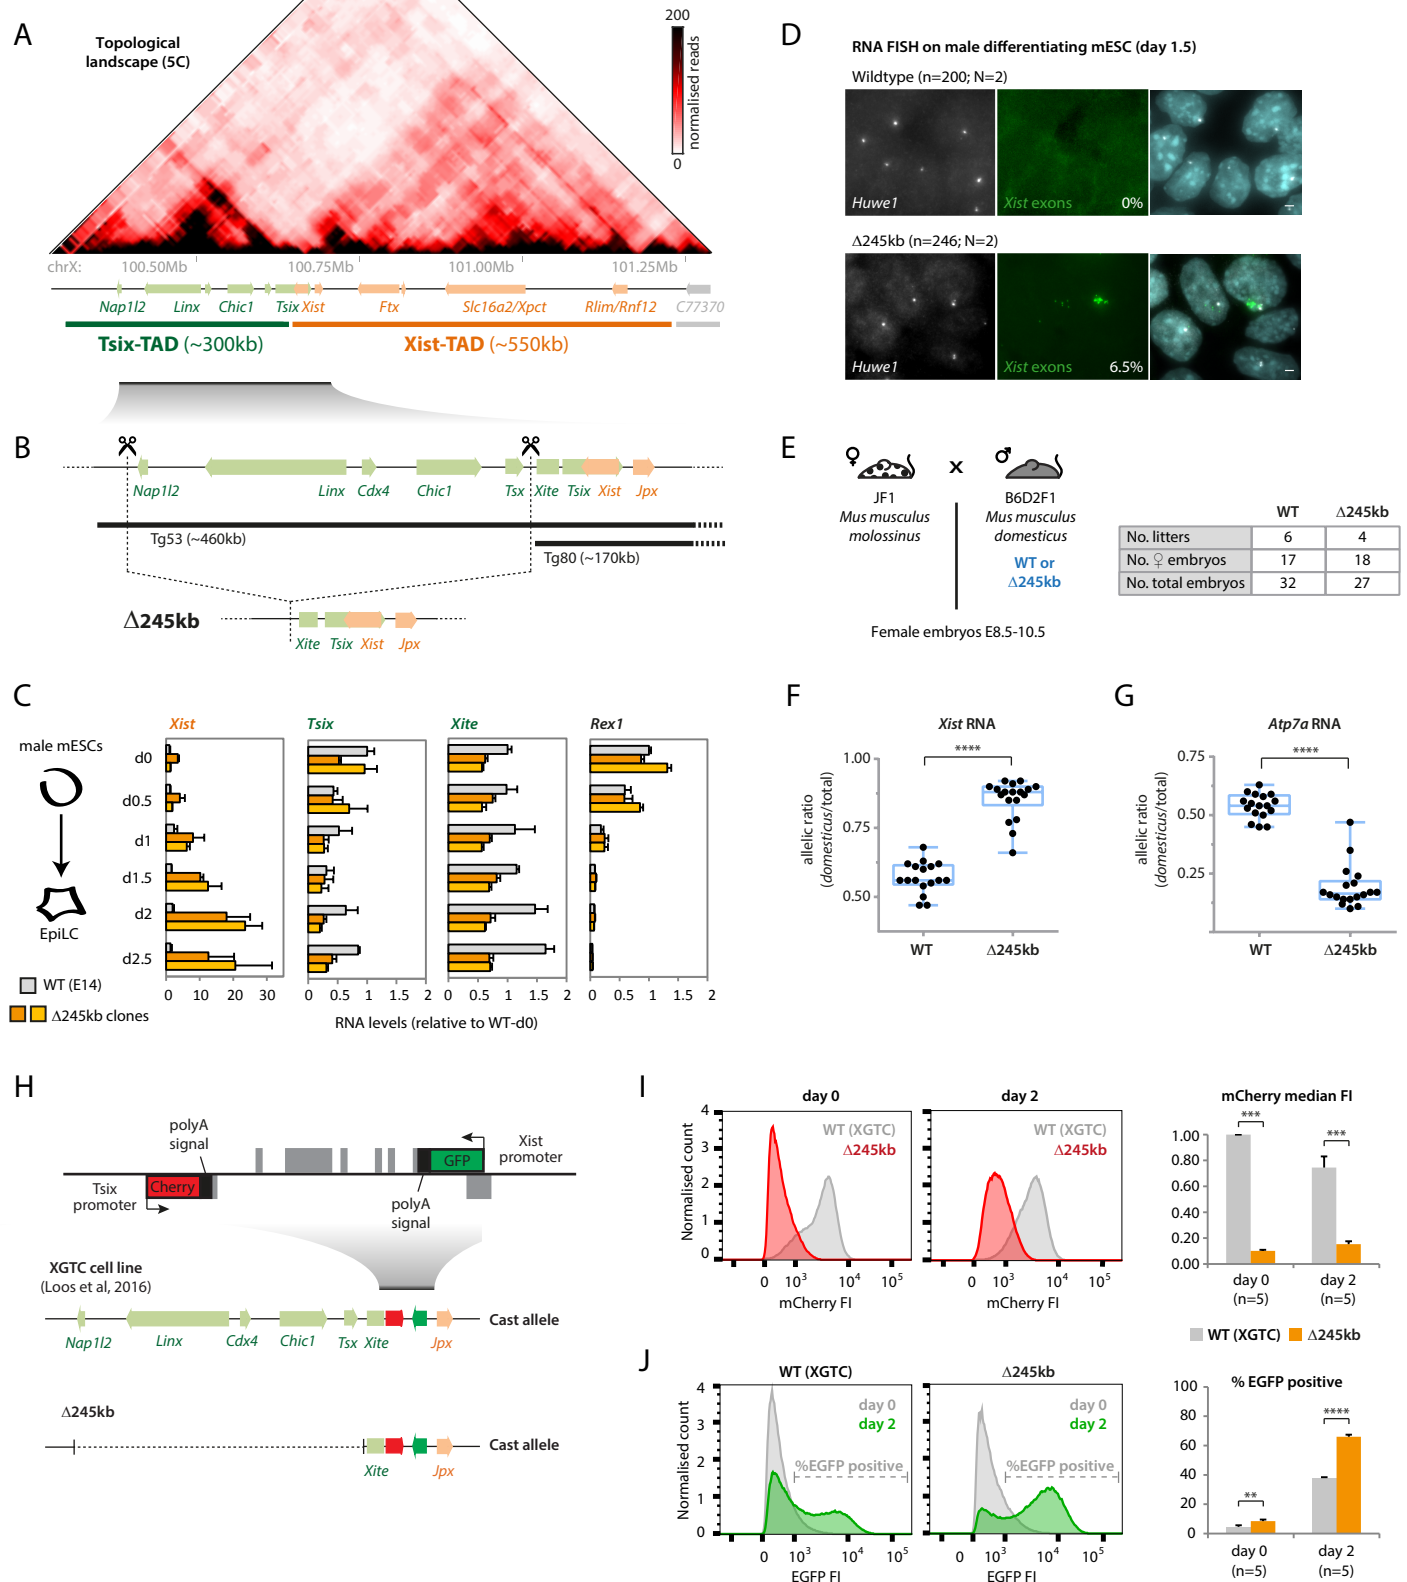 A
Topological
landscape (5C)
200
normalised reads
0
chrX: 100.50Mb 100.75Mb 101.00Mb 101.25Mb
Nap1l2 Linx Chic1 Tsix Xist Ftx Slc16a2/Xpct Rlim/Rnf12 C77370
Tsix-TAD (~300kb) Xist-TAD (~550kb)
B
Nap1l2 Linx Cdx4 Chic1 Tsx Xite Tsix Xist Jpx
Tg53 (~460kb)
Tg80 (~170kb)
Δ245kb
Xite Tsix Xist Jpx
C
Xist Tsix Xite Rex1
male mESCs
EpiLC
d0
d0.5
d1
d1.5
d2
d2.5
0 10 20 30 0 0.5 1 1.5 2 0 0.5 1 1.5 2 0 0.5 1 1.5 2
WT (E14)
Δ245kb clones
RNA levels (relative to WT-d0)
D
RNA FISH on male differentiating mESC (day 1.5)
Wildtype (n=200; N=2)
Huwe1 Xist exons 0%
Δ245kb (n=246; N=2)
Huwe1 Xist exons 6.5%
E
♀ x ♂
JF1
Mus musculus
molossinus
B6D2F1
Mus musculus
domesticus
WT or
Δ245kb
Female embryos E8.5-10.5
WT Δ245kb
No. litters 6 4
No. ♀ embryos 17 18
No. total embryos 32 27
F
Xist RNA
****
allelic ratio
(domesticus/total)
1.00
0.75
0.50
WT Δ245kb
G
Atp7a RNA
****
allelic ratio
(domesticus/total)
0.75
0.50
0.25
WT Δ245kb
H
polyA
signal
GFP
Xist
promoter
Tsix
promoter
Cherry
polyA
signal
XGTC cell line
(Loos et al, 2016)
Nap1l2 Linx Cdx4 Chic1 Tsx Xite Jpx
Cast allele
Δ245kb
Xite Jpx
Cast allele
I
day 0
Normalised count
4
3
2
1
0
WT (XGTC)
Δ245kb
0 10³ 10⁴ 10⁵
mCherry FI
day 2
WT (XGTC)
Δ245kb
0 10³ 10⁴ 10⁵
mCherry FI
mCherry median FI
*** ***
1.00
0.80
0.60
0.40
0.20
0.00
day 0 day 2
(n=5) (n=5)
WT (XGTC) Δ245kb
J
WT (XGTC)
Normalised count
4
3
2
1
0
day 0
day 2
%EGFP positive
0 10³ 10⁴ 10⁵
EGFP FI
Δ245kb
day 0
day 2
%EGFP positive
0 10³ 10⁴ 10⁵
EGFP FI
% EGFP positive
** ****
100
80
60
40
20
0
day 0 day 2
(n=5) (n=5)